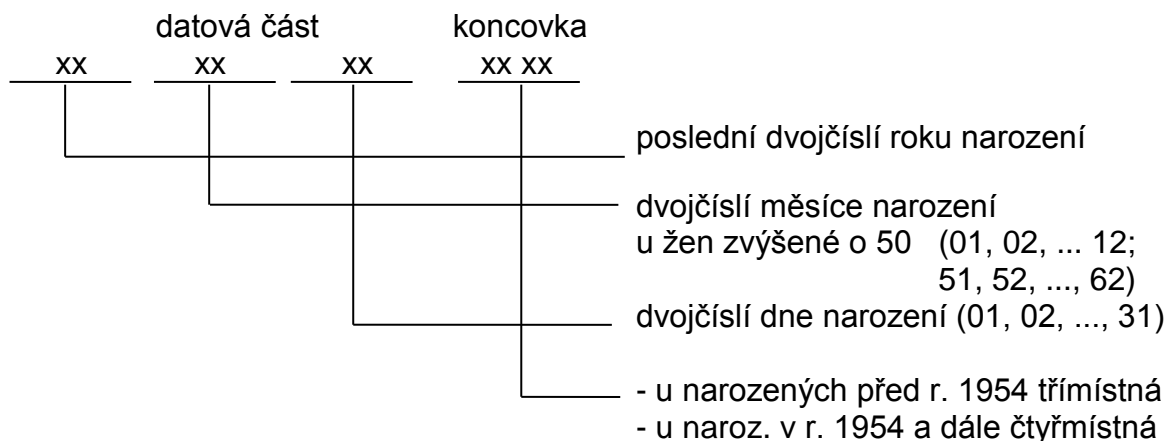 datová část koncovka
xx xx xx xx xx
poslední dvojčíslí roku narození
dvojčíslí měsíce narození
u žen zvýšené o 50 (01, 02, ... 12;
51, 52, ..., 62)
dvojčíslí dne narození (01, 02, ..., 31)
- u narozených před r. 1954 třímístná
- u naroz. v r. 1954 a dále čtyřmístná